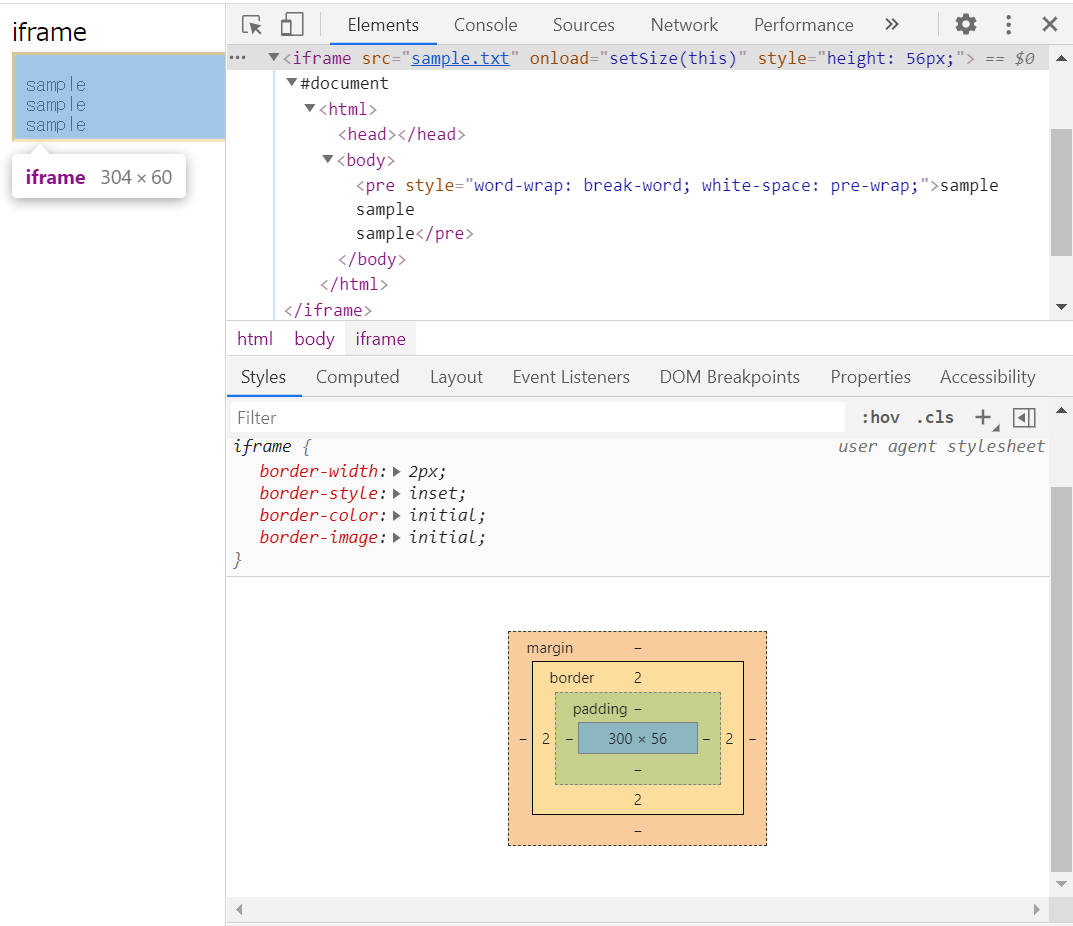 iframe
sample
sample
sample
iframe 304 × 60
Elements Console Sources Network Performance »
••• ▼<iframe src="sample.txt" onload="setSize(this)" style="height: 56px;"> == $0
▼#document
▼<html>
<head></head>
▼<body>
<pre style="word-wrap: break-word; white-space: pre-wrap;">sample
sample
sample</pre>
</body>
</html>
</iframe>
html body iframe
Styles Computed Layout Event Listeners DOM Breakpoints Properties Accessibility
Filter :hov .cls +
iframe { user agent stylesheet
border-width: ▶ 2px;
border-style: ▶ inset;
border-color: ▶ initial;
border-image: ▶ initial;
}
margin –
border 2
padding –
– 2 – 300 × 56 – 2 –
–
2
–